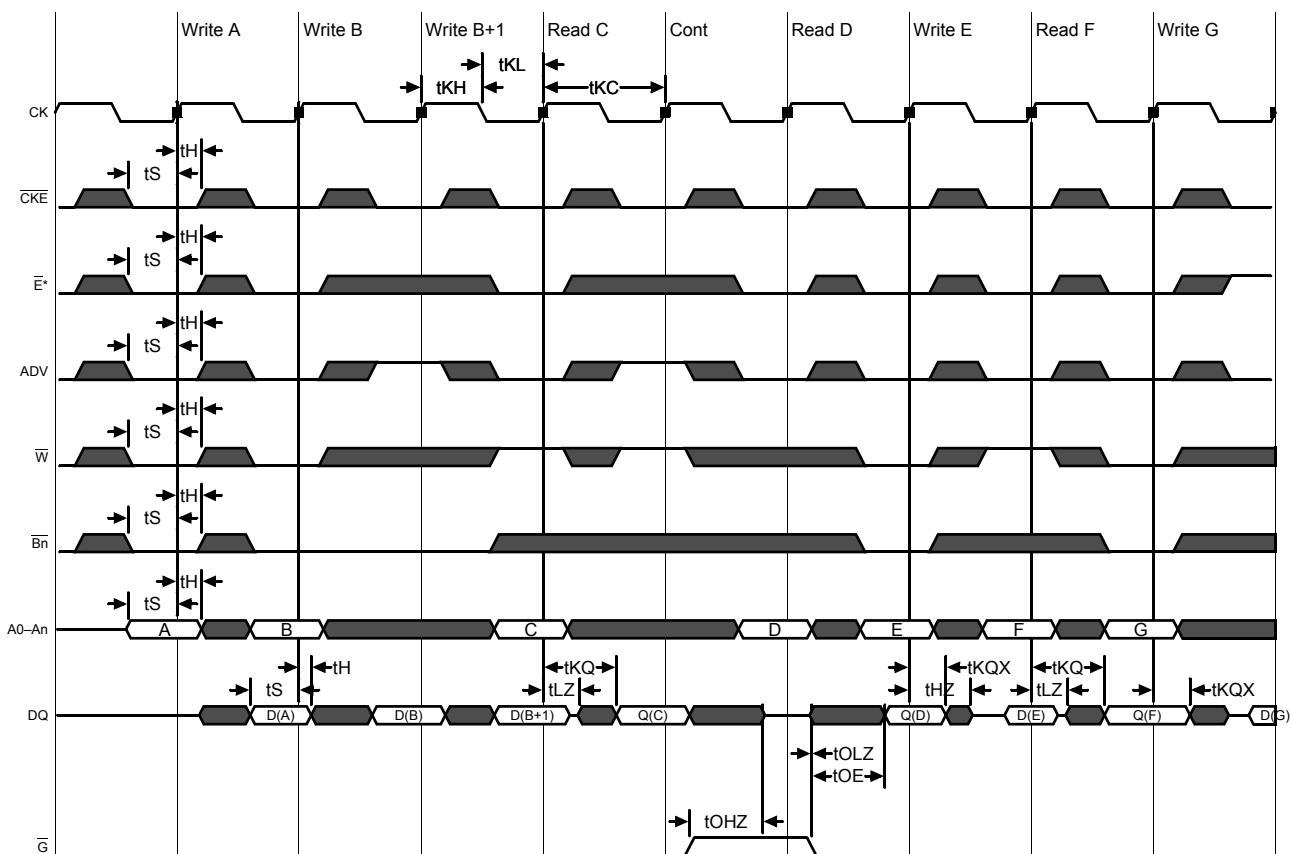 Write A Write B Write B+1 Read C Cont Read D Write E Read F Write G
tKL
tKH tKC
CK
tH
tS
CKE
tH
tS
E*
tH
tS
ADV
tH
tS
W
tH
tS
Bn
tH
tS
A0–An A B C D E F G
tH tKQ tKQX tKQ
tS tLZ tHZ tLZ tKQX
DQ D(A) D(B) D(B+1) Q(C) Q(D) D(E) Q(F) D(G)
tOLZ
tOE
tOHZ
G